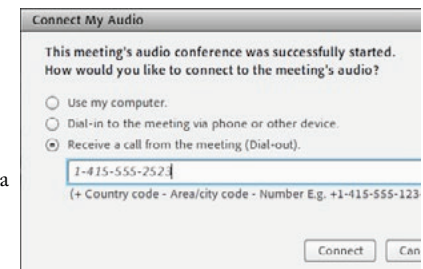 Connect My Audio
This meeting's audio conference was successfully started.
How would you like to connect to the meeting's audio?
Use my computer.
Dial-in to the meeting via phone or other device.
Receive a call from the meeting (Dial-out).
a
1-415-555-2523
(+ Country code - Area/city code - Number E.g. +1-415-555-123
Connect
Can